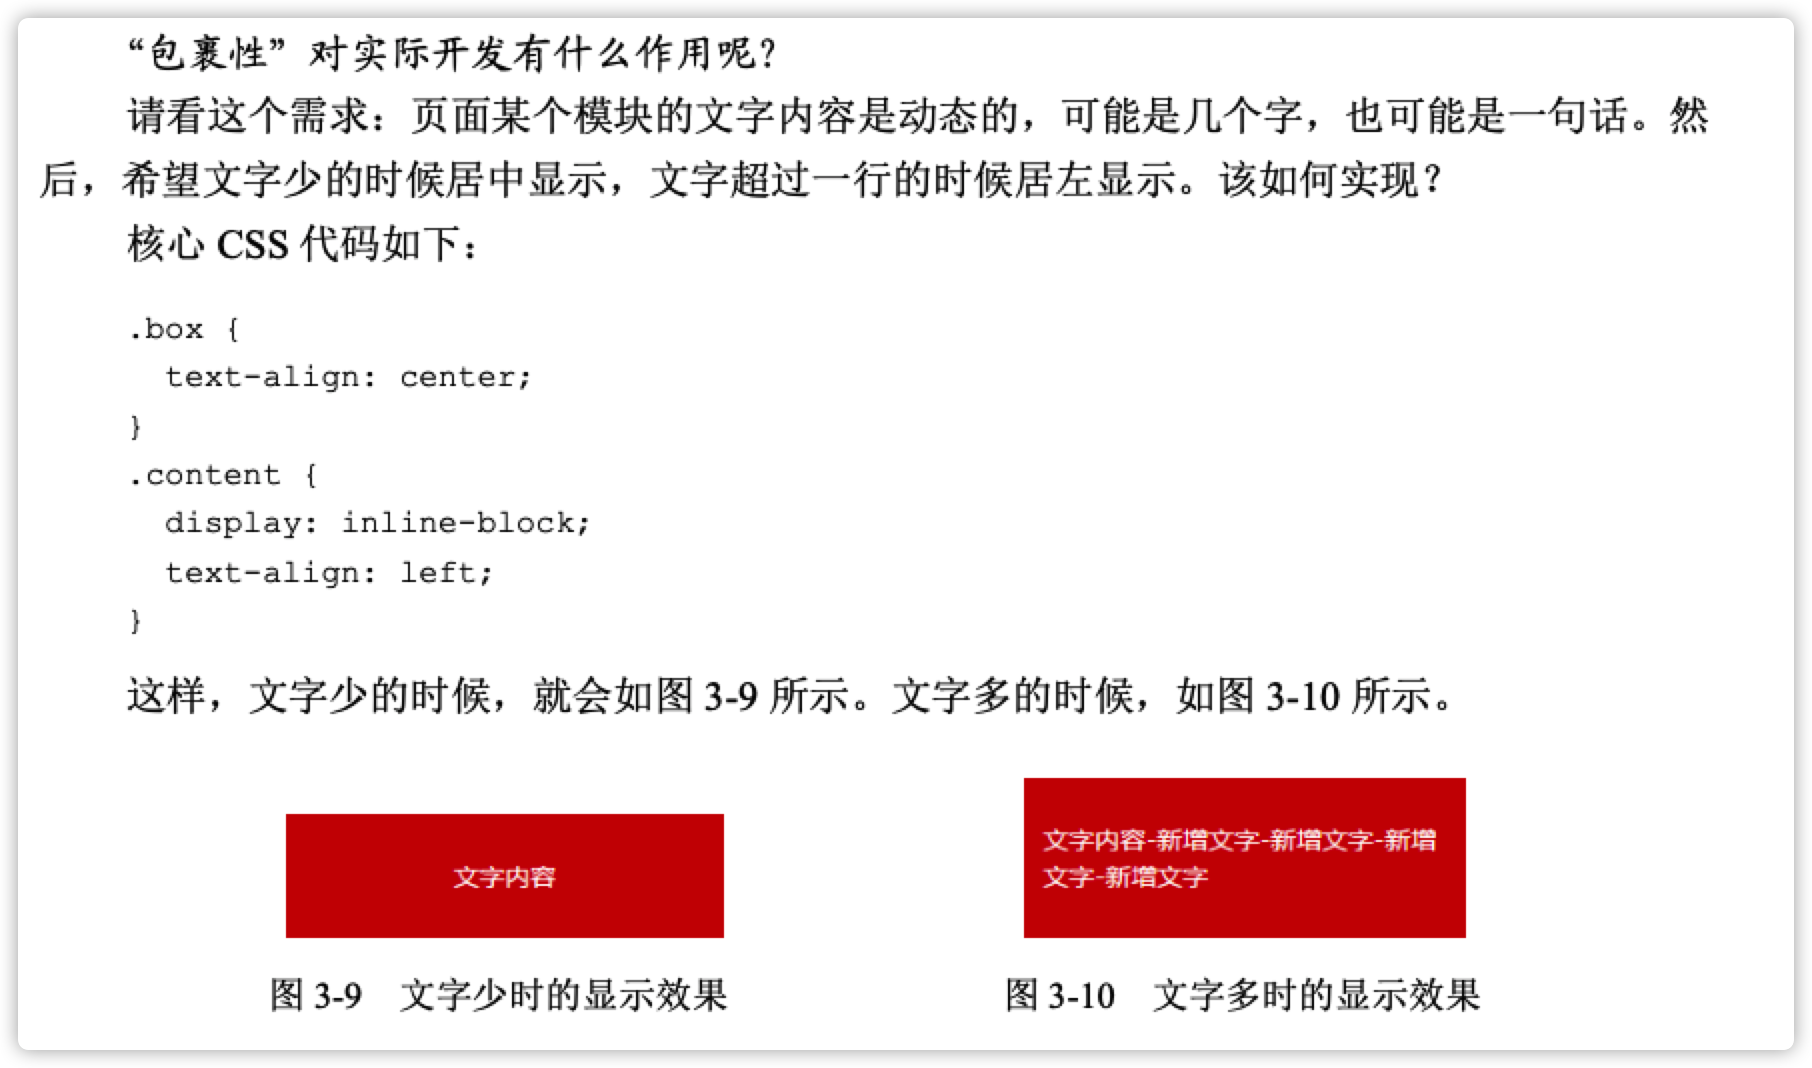 “包裹性”对实际开发有什么作用呢？
请看这个需求：页面某个模块的文字内容是动态的，可能是几个字，也可能是一句话。然
后，希望文字少的时候居中显示，文字超过一行的时候居左显示。该如何实现？
核心 CSS 代码如下：
.box {
  text-align: center;
}
.content {
  display: inline-block;
  text-align: left;
}
这样，文字少的时候，就会如图 3-9 所示。文字多的时候，如图 3-10 所示。
文字内容
文字内容-新增文字-新增文字-新增
文字-新增文字
图 3-9　文字少时的显示效果
图 3-10　文字多时的显示效果